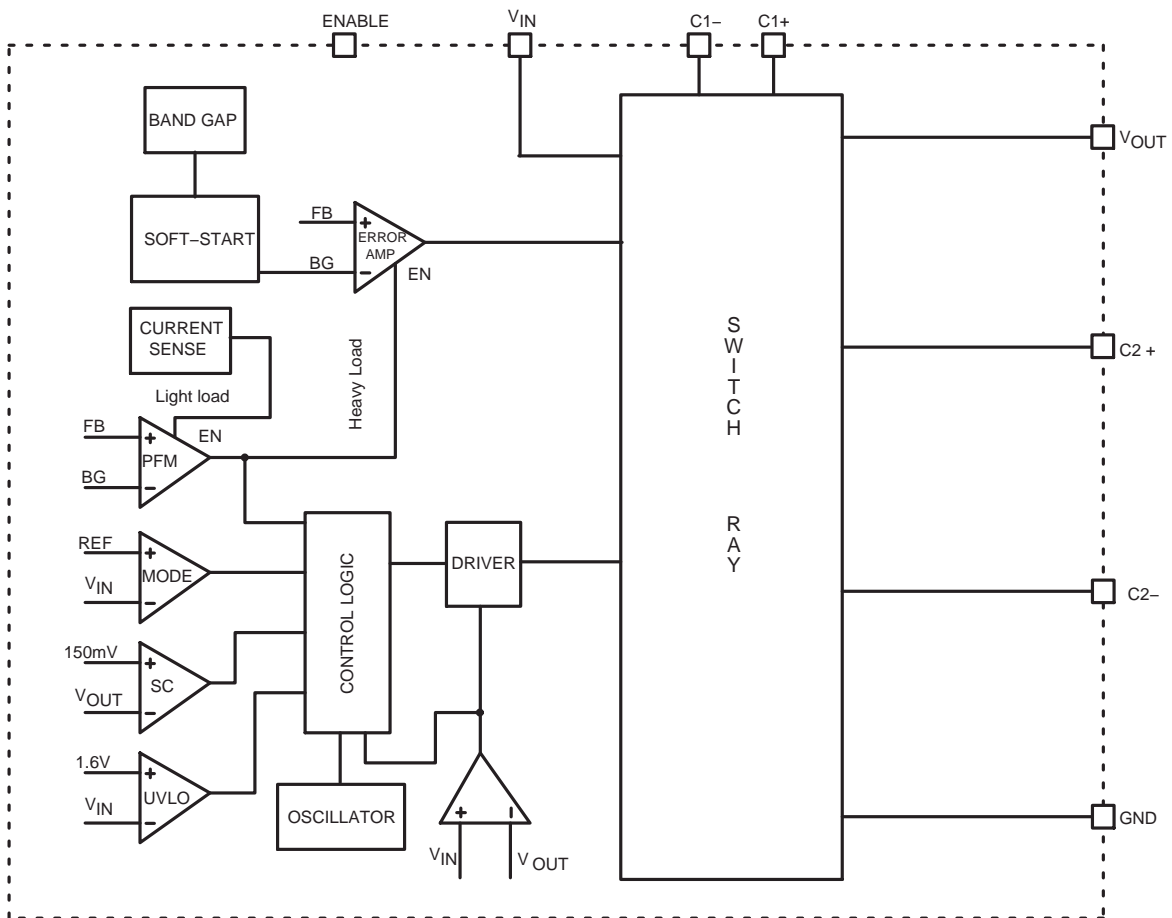 ENABLE
VIN
C1−
C1+
BAND GAP
VOUT
SOFT−START
FB
+
ERROR
AMP
BG
−
EN
CURRENT
SENSE
Light load
Heavy Load
C2 +
FB
+
EN
PFM
BG
−
SWITCH
RAY
REF
+
MODE
VIN
−
CONTROL LOGIC
DRIVER
C2−
150mV
+
SC
VOUT
−
1.6V
+
UVLO
VIN
−
OSCILLATOR
+
−
VIN
V OUT
GND